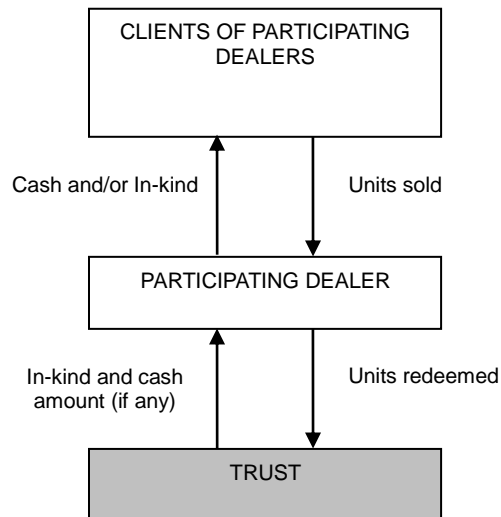 CLIENTS OF PARTICIPATING
DEALERS
Cash and/or In-kind
Units sold
PARTICIPATING DEALER
In-kind and cash
amount (if any)
Units redeemed
TRUST